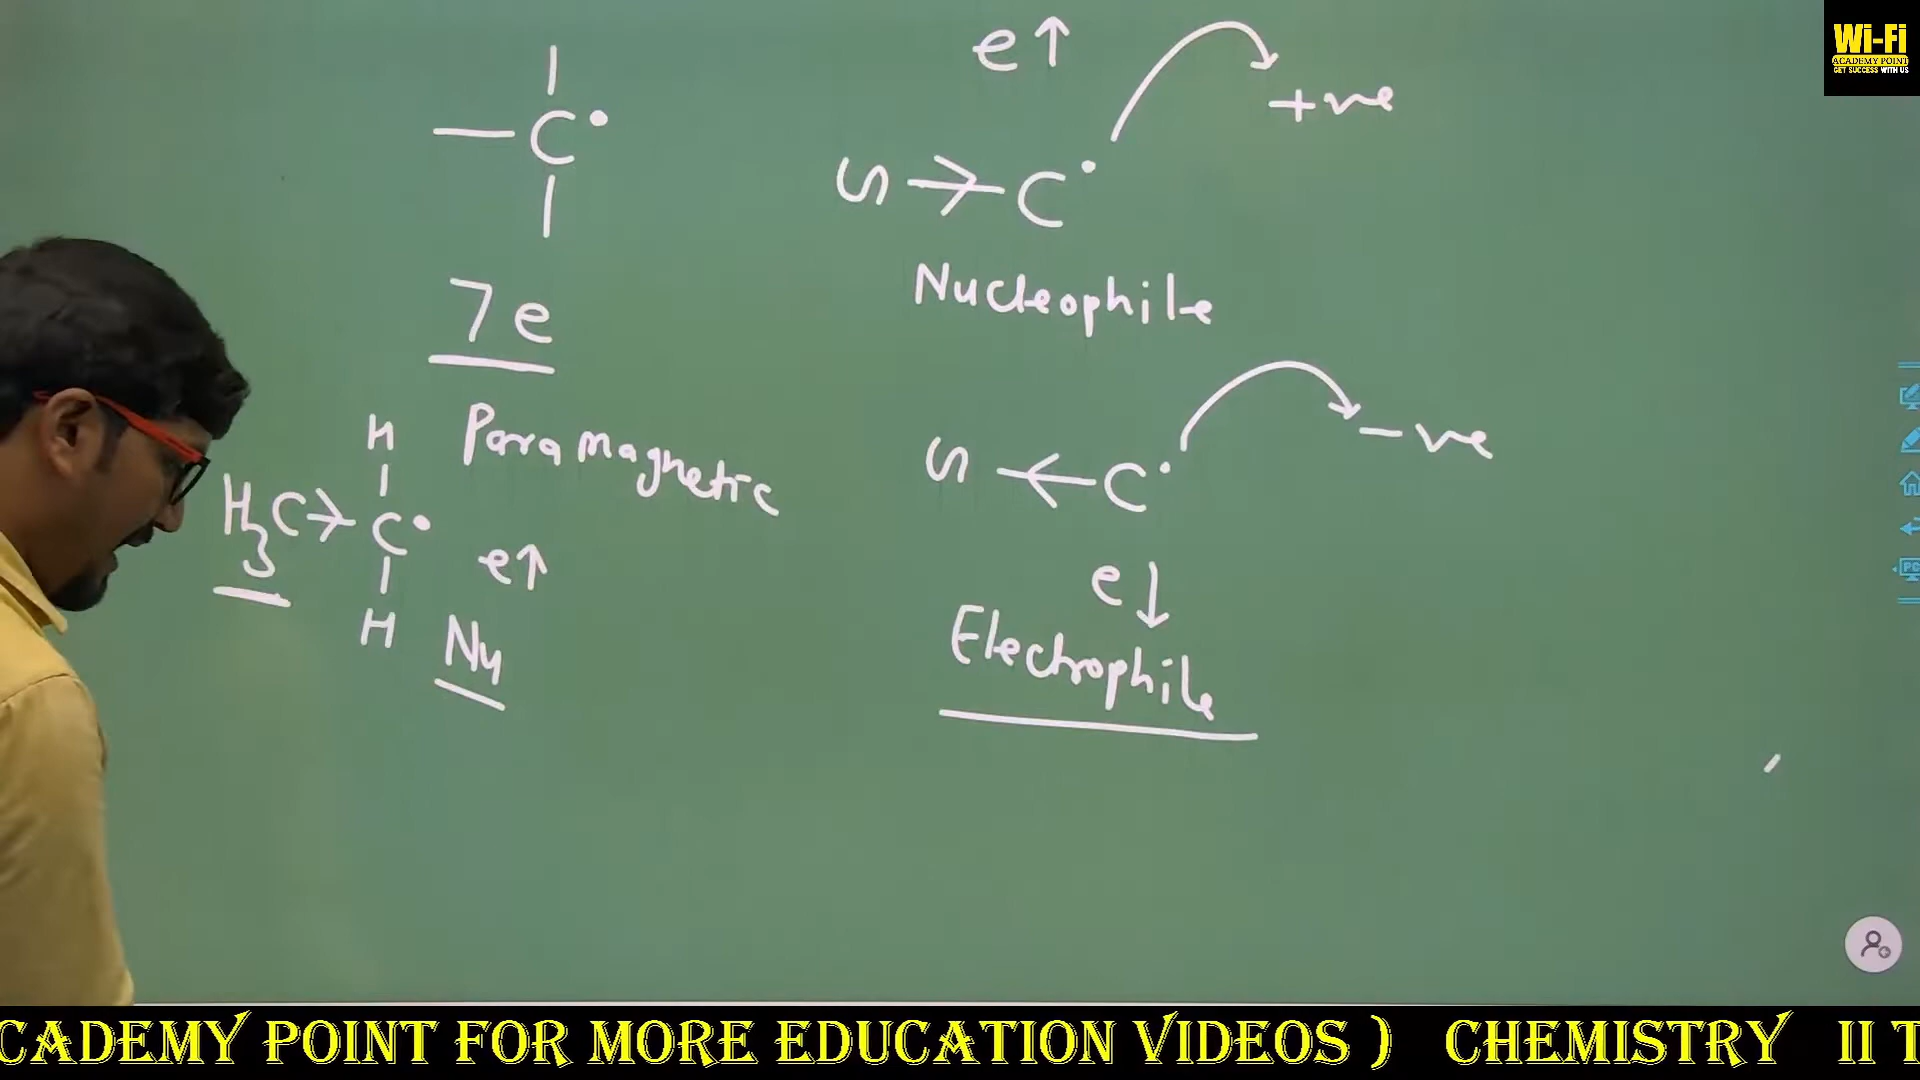 e↑
+ve
—C•
S→C•
Nucleophile
7e
Paramagnetic
-ve
S←C•
H
H3C→C•
H
e↑
Nu
e↓
Electrophile
Wi-Fi
ACADEMY POINT
GET SUCCESS WITH US
PC
CADEMY POINT FOR MORE EDUCATION VIDEOS ) CHEMISTRY II T